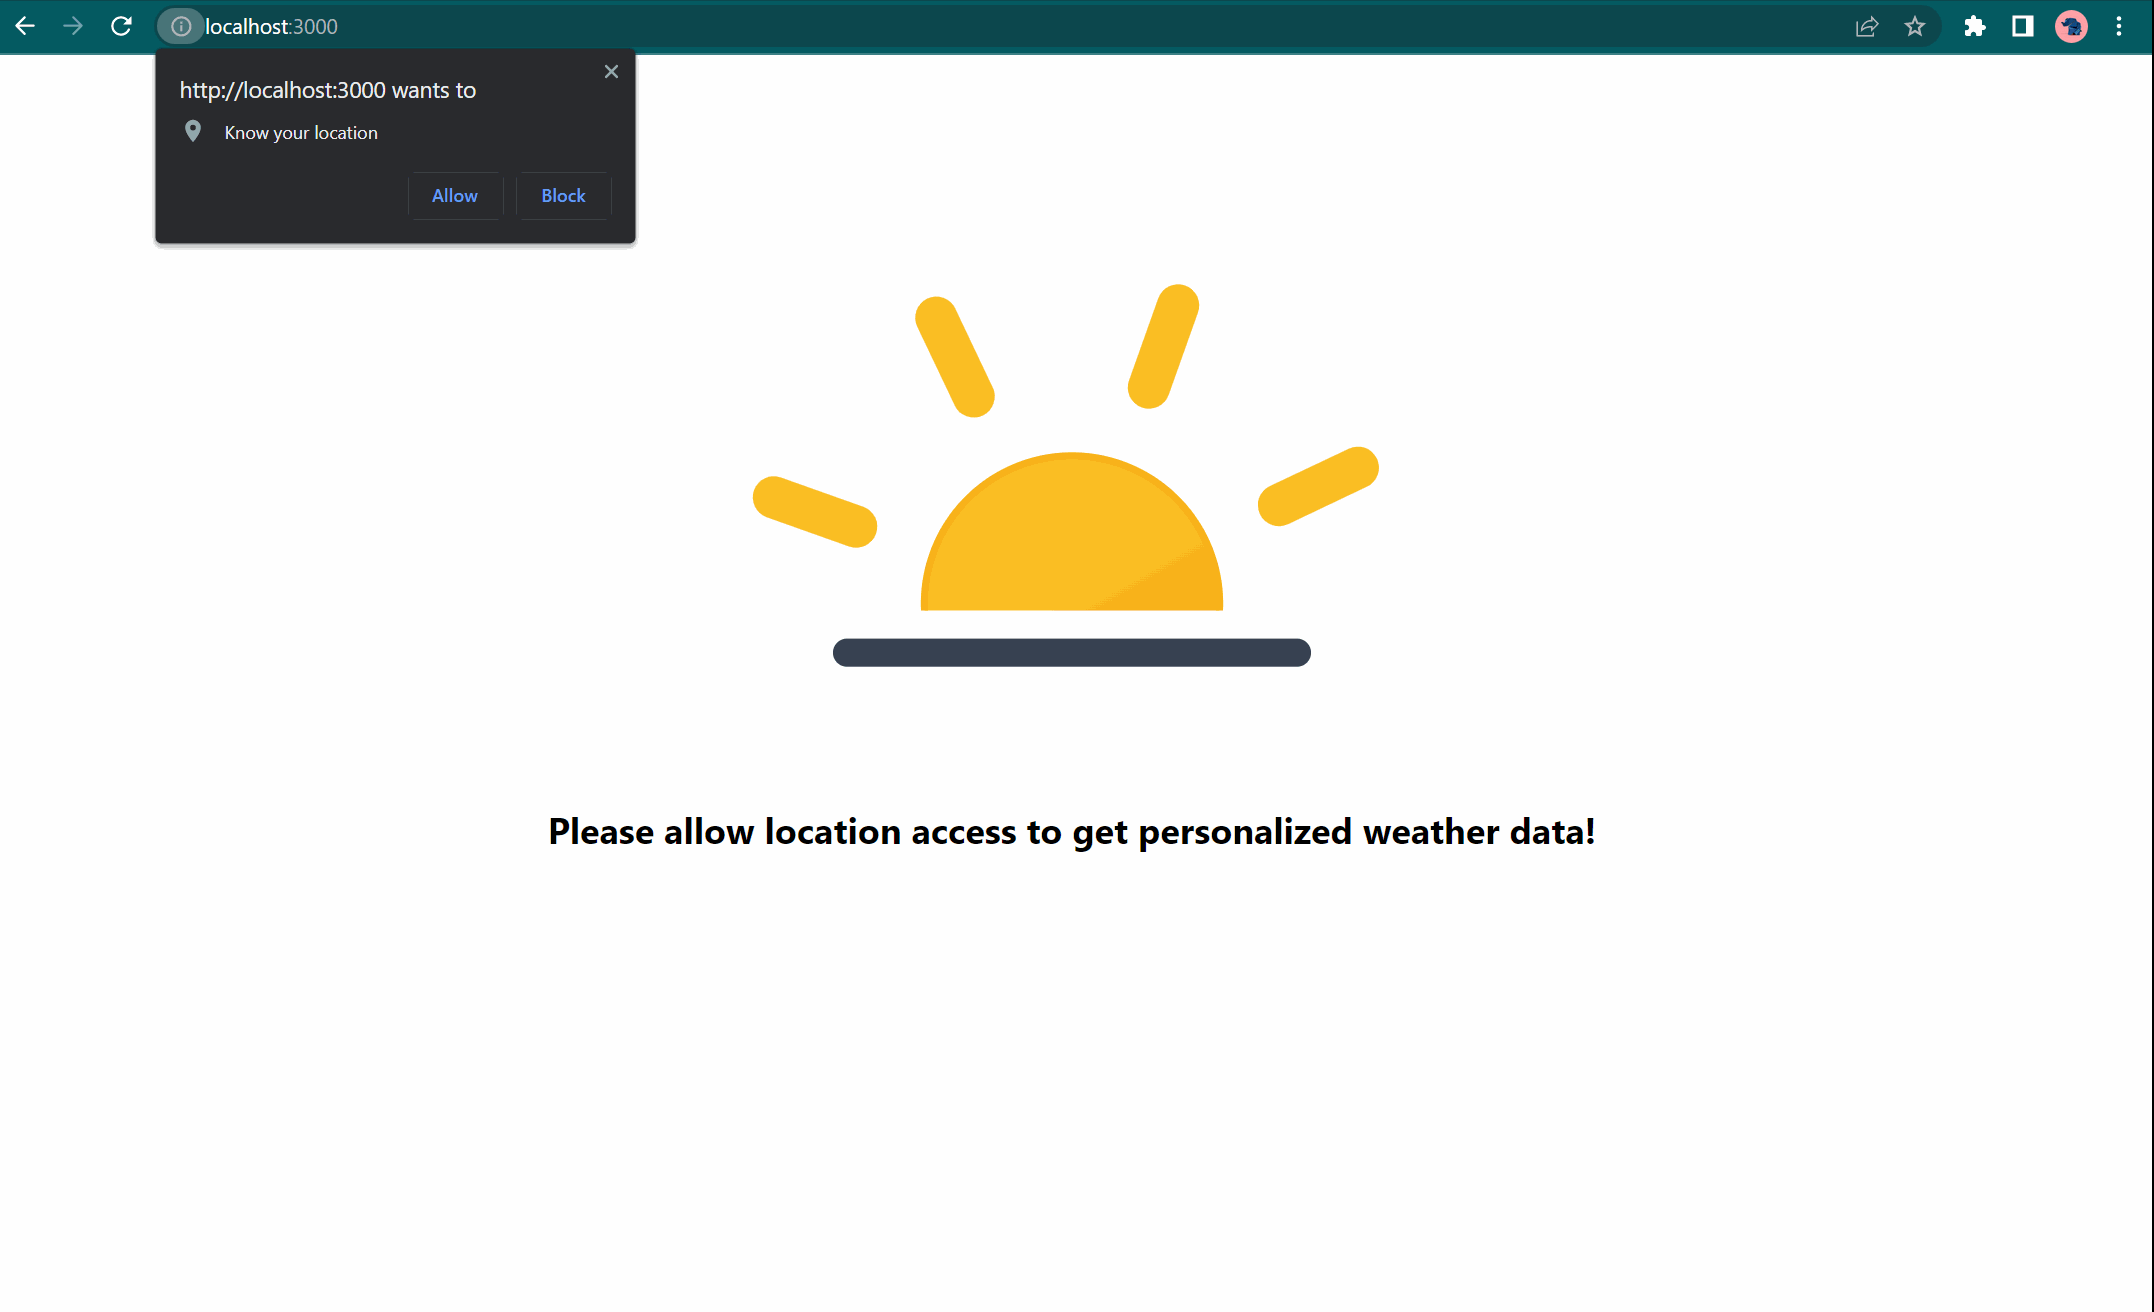 localhost:3000
http://localhost:3000 wants to
Know your location
Allow
Block
Please allow location access to get personalized weather data!